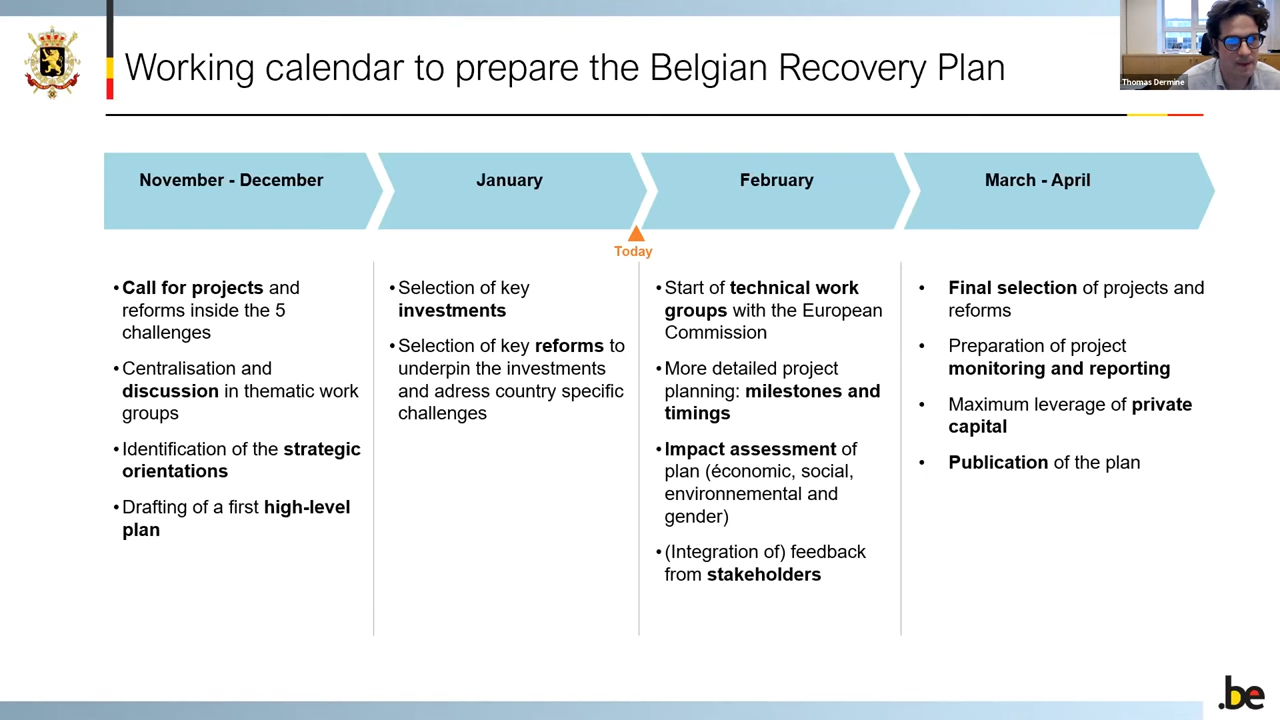 Working calendar to prepare the Belgian Recovery Plan
Thomas Dermine
November - December
January
February
March - April
Today
•Call for projects and
reforms inside the 5
challenges
•Centralisation and
discussion in thematic work
groups
•Identification of the strategic
orientations
•Drafting of a first high-level
plan
•Selection of key
investments
•Selection of key reforms to
underpin the investments
and adress country specific
challenges
•Start of technical work
groups with the European
Commission
•More detailed project
planning: milestones and
timings
•Impact assessment of
plan (économic, social,
environnemental and
gender)
•(Integration of) feedback
from stakeholders
• Final selection of projects and
reforms
• Preparation of project
monitoring and reporting
• Maximum leverage of private
capital
• Publication of the plan
.be